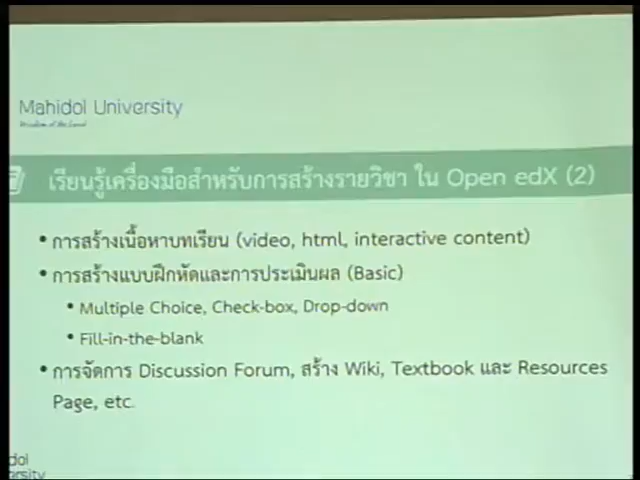 Mahidol University
Wisdom of the Land
เรียนรู้เครื่องมือสำหรับการสร้างรายวิชา ใน Open edX (2)
• การสร้างเนื้อหาบทเรียน (video, html, interactive content)
• การสร้างแบบฝึกหัดและการประเมินผล (Basic)
• Multiple Choice, Check-box, Drop-down
• Fill-in-the-blank
• การจัดการ Discussion Forum, สร้าง Wiki, Textbook และ Resources
Page, etc.
dol
ersity